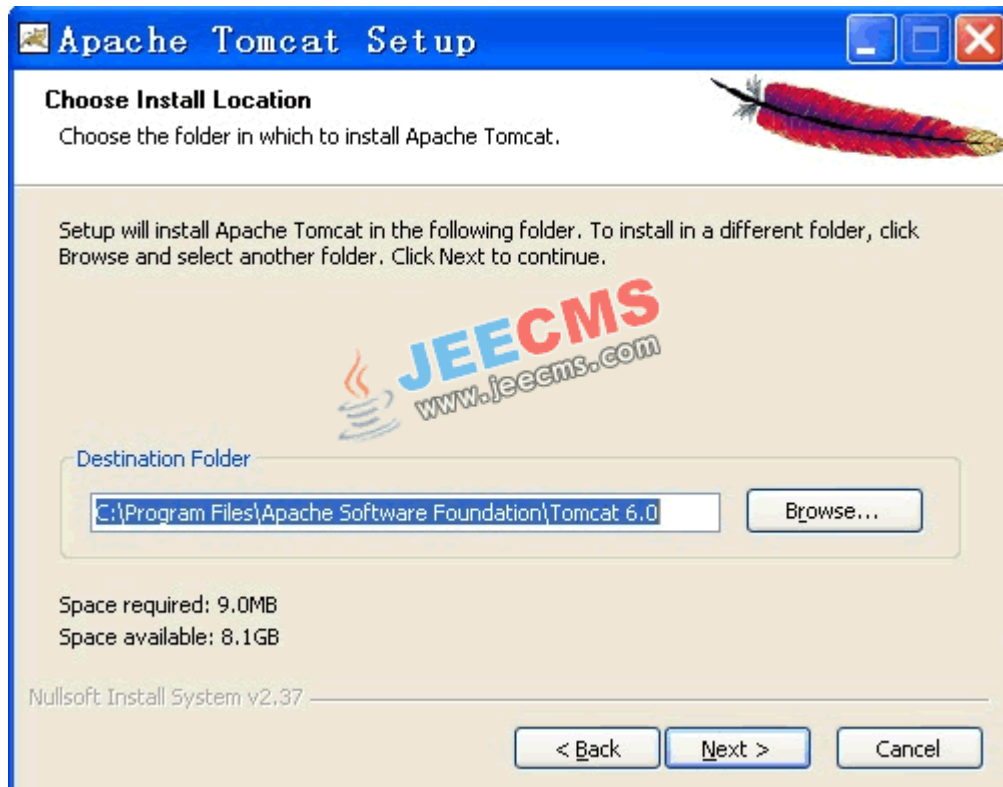 Apache Tomcat Setup
Choose Install Location
Choose the folder in which to install Apache Tomcat.
Setup will install Apache Tomcat in the following folder. To install in a different folder, click
Browse and select another folder. Click Next to continue.
JEECMS
www.jeecms.com
Destination Folder
C:\Program Files\Apache Software Foundation\Tomcat 6.0
Browse...
Space required: 9.0MB
Space available: 8.1GB
Nullsoft Install System v2.37
< Back
Next >
Cancel